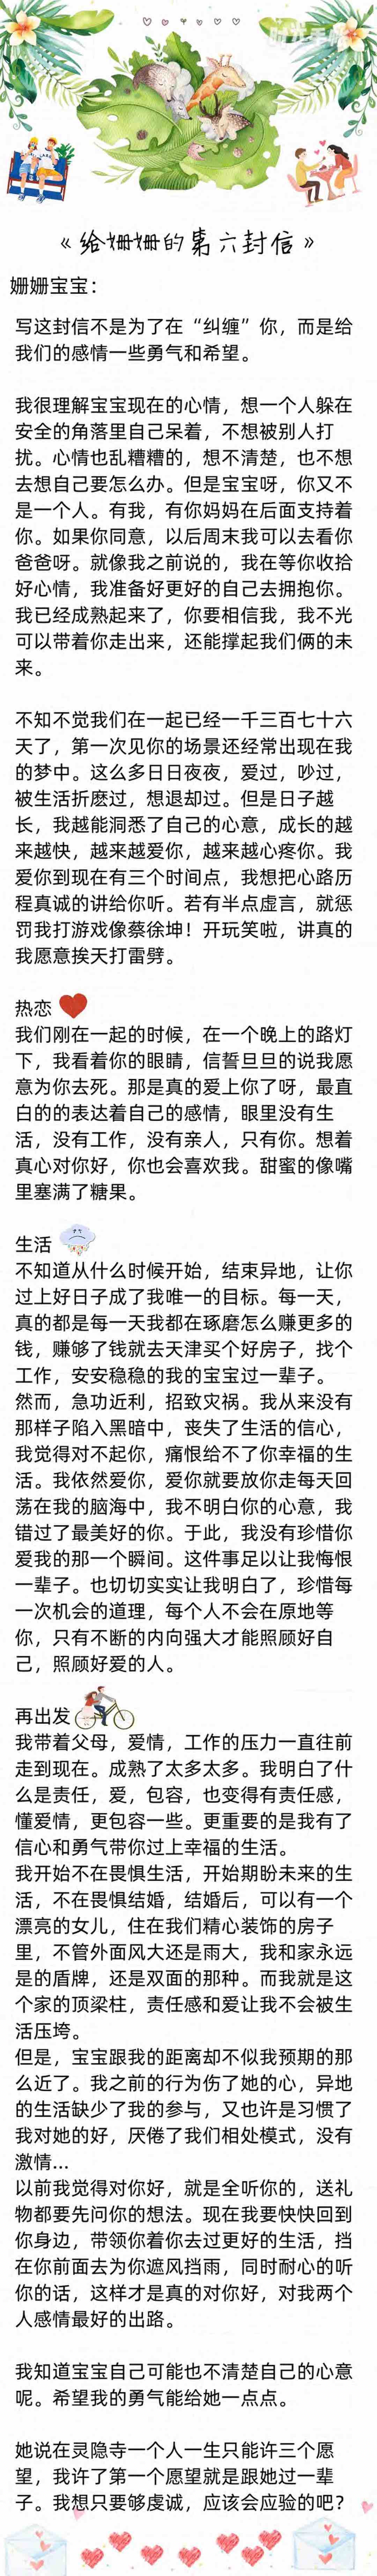 时光手帐
《给姗姗的第六封信》
姗姗宝宝：
写这封信不是为了在“纠缠”你，而是给
我们的感情一些勇气和希望。
我很理解宝宝现在的心情，想一个人躲在
安全的角落里自己呆着，不想被别人打
扰。心情也乱糟糟的，想不清楚，也不想
去想自己要怎么办。但是宝宝呀，你又不
是一个人。有我，有你妈妈在后面支持着
你。如果你同意，以后周末我可以去看你
爸爸呀。就像我之前说的，我在等你收拾
好心情，我准备好更好的自己去拥抱你。
我已经成熟起来了，你要相信我，我不光
可以带着你走出来，还能撑起我们俩的未
来。
不知不觉我们在一起已经一千三百七十六
天了，第一次见你的场景还经常出现在我
的梦中。这么多日日夜夜，爱过，吵过，
被生活折磨过，想退却过。但是日子越
长，我越能洞悉了自己的心意，成长的越
来越快，越来越爱你，越来越心疼你。我
爱你到现在有三个时间点，我想把心路历
程真诚的讲给你听。若有半点虚言，就惩
罚我打游戏像蔡徐坤！开玩笑啦，讲真的
我愿意挨天打雷劈。
热恋
我们刚在一起的时候，在一个晚上的路灯
下，我看着你的眼睛，信誓旦旦的说我愿
意为你去死。那是真的爱上你了呀，最直
白的的表达着自己的感情，眼里没有生
活，没有工作，没有亲人，只有你。想着
真心对你好，你也会喜欢我。甜蜜的像嘴
里塞满了糖果。
生活
不知道从什么时候开始，结束异地，让你
过上好日子成了我唯一的目标。每一天，
真的都是每一天我都在琢磨怎么赚更多的
钱，赚够了钱就去天津买个好房子，找个
工作，安安稳稳的我的宝宝过一辈子。
然而，急功近利，招致灾祸。我从来没有
那样子陷入黑暗中，丧失了生活的信心，
我觉得对不起你，痛恨给不了你幸福的生
活。我依然爱你，爱你就要放你走每天回
荡在我的脑海中，我不明白你的心意，我
错过了最美好的你。于此，我没有珍惜你
爱我的那一个瞬间。这件事足以让我悔恨
一辈子。也切切实实让我明白了，珍惜每
一次机会的道理，每个人不会在原地等
你，只有不断的内向强大才能照顾好自
己，照顾好爱的人。
再出发
我带着父母，爱情，工作的压力一直往前
走到现在。成熟了太多太多。我明白了什
么是责任，爱，包容，也变得有责任感，
懂爱情，更包容一些。更重要的是我有了
信心和勇气带你过上幸福的生活。
我开始不在畏惧生活，开始期盼未来的生
活，不在畏惧结婚，结婚后，可以有一个
漂亮的女儿，住在我们精心装饰的房子
里，不管外面风大还是雨大，我和家永远
是的盾牌，还是双面的那种。而我就是这
个家的顶梁柱，责任感和爱让我不会被生
活压垮。
但是，宝宝跟我的距离却不似我预期的那
么近了。我之前的行为伤了她的心，异地
的生活缺少了我的参与，又也许是习惯了
我对她的好，厌倦了我们相处模式，没有
激情...
以前我觉得对你好，就是全听你的，送礼
物都要先问你的想法。现在我要快快回到
你身边，带领你着你去过更好的生活，挡
在你前面去为你遮风挡雨，同时耐心的听
你的话，这样才是真的对你好，对我两个
人感情最好的出路。
我知道宝宝自己可能也不清楚自己的心意
呢。希望我的勇气能给她一点点。
她说在灵隐寺一个人一生只能许三个愿
望，我许了第一个愿望就是跟她过一辈
子。我想只要够虔诚，应该会应验的吧？